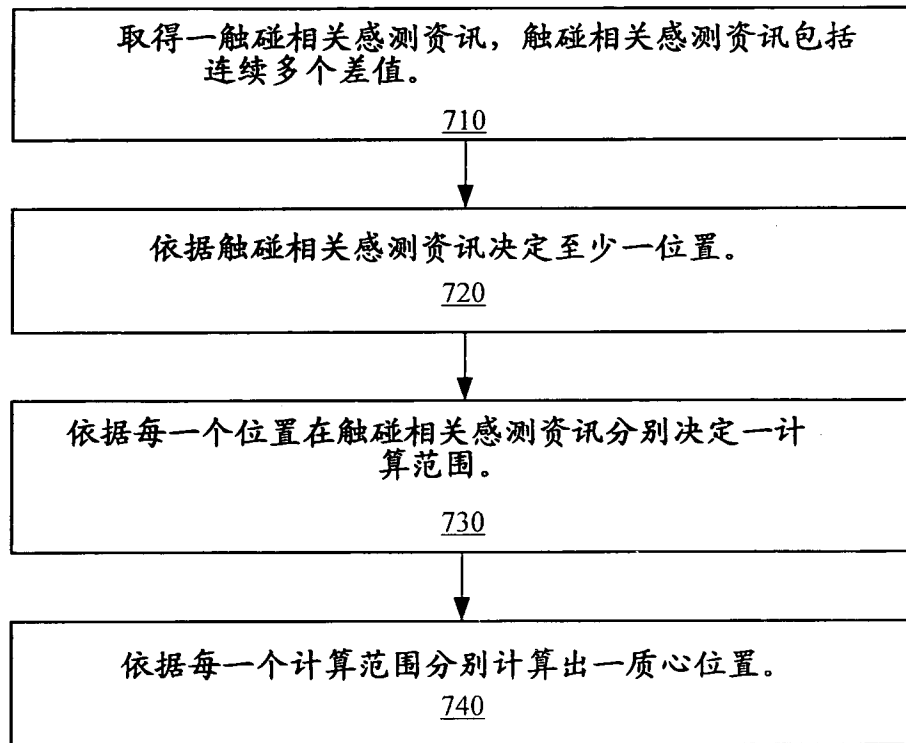 取得一触碰相关感测资讯，触碰相关感测资讯包括
连续多个差值。
710
依据触碰相关感测资讯决定至少一位置。
720
依据每一个位置在触碰相关感测资讯分别决定一计
算范围。
730
依据每一个计算范围分别计算出一质心位置。
740